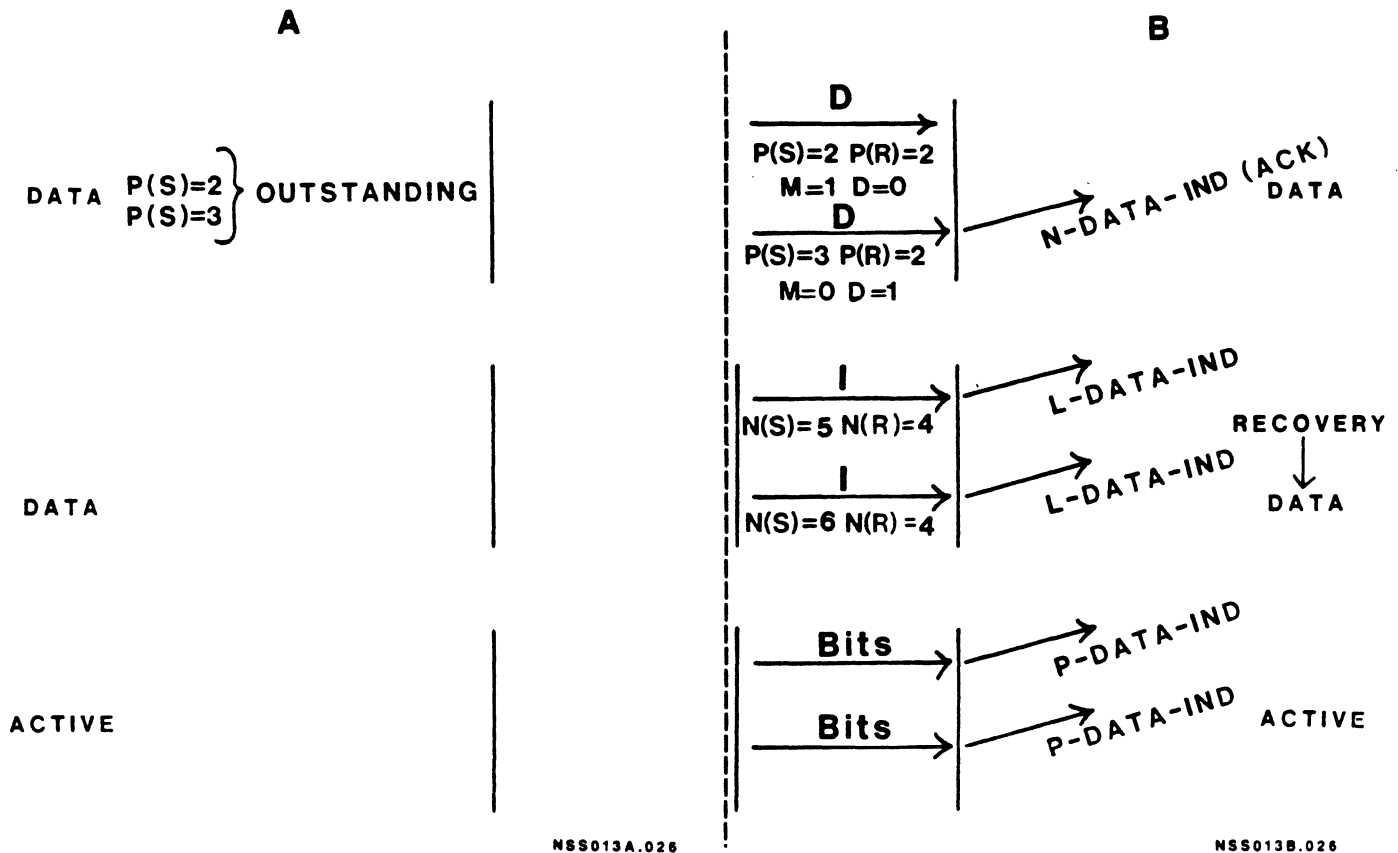 A
B
D
P(S)=2 P(R)=2
M=1 D=0
D
P(S)=3 P(R)=2
M=0 D=1
DATA
P(S)=2
P(S)=3
OUTSTANDING
N-DATA-IND (ACK)
DATA
I
N(S)=5 N(R)=4
L-DATA-IND
RECOVERY
I
N(S)=6 N(R)=4
L-DATA-IND
DATA
DATA
Bits
P-DATA-IND
ACTIVE
Bits
P-DATA-IND
ACTIVE
NSS013A.026
NSS013B.026